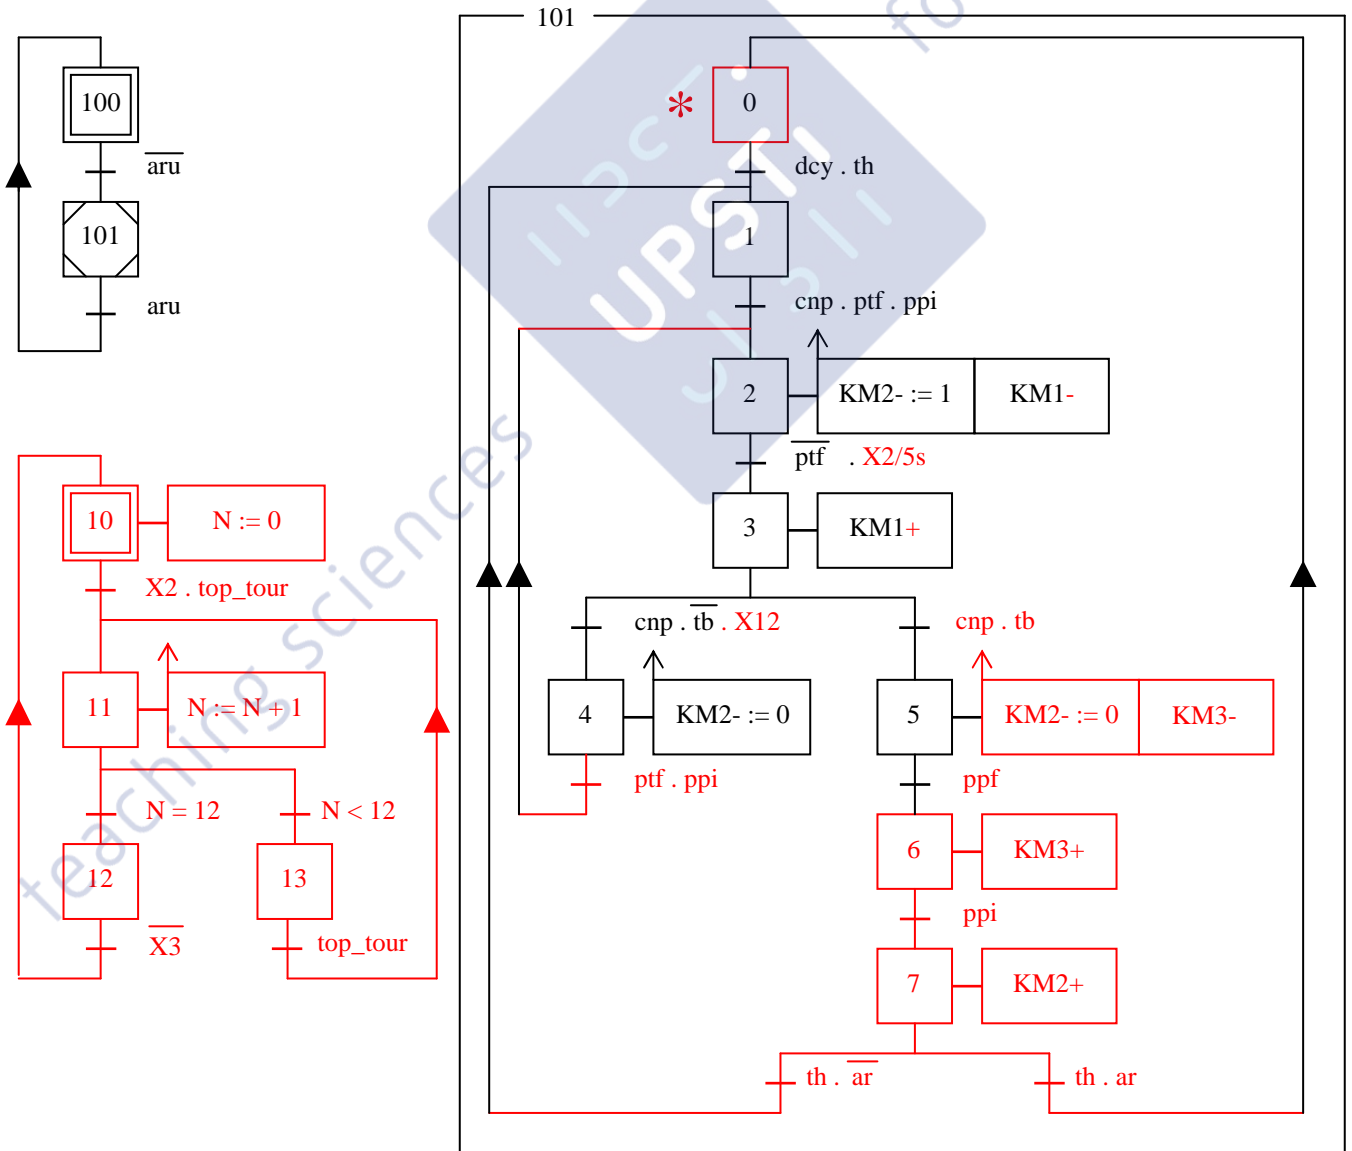 101
100
aru
101
aru
0
*
dcy . th
1
cnp . ptf . ppi
2
KM2- := 1
KM1-
ptf . X2/5s
3
KM1+
cnp . tb . X12
cnp . tb
4
KM2- := 0
5
KM2- := 0
KM3-
ptf . ppi
ppf
6
KM3+
ppi
7
KM2+
th . ar
th . ar
10
N := 0
X2 . top_tour
11
N := N + 1
N = 12
N < 12
12
13
X3
top_tour
UPSTI
teaching sciences
fo